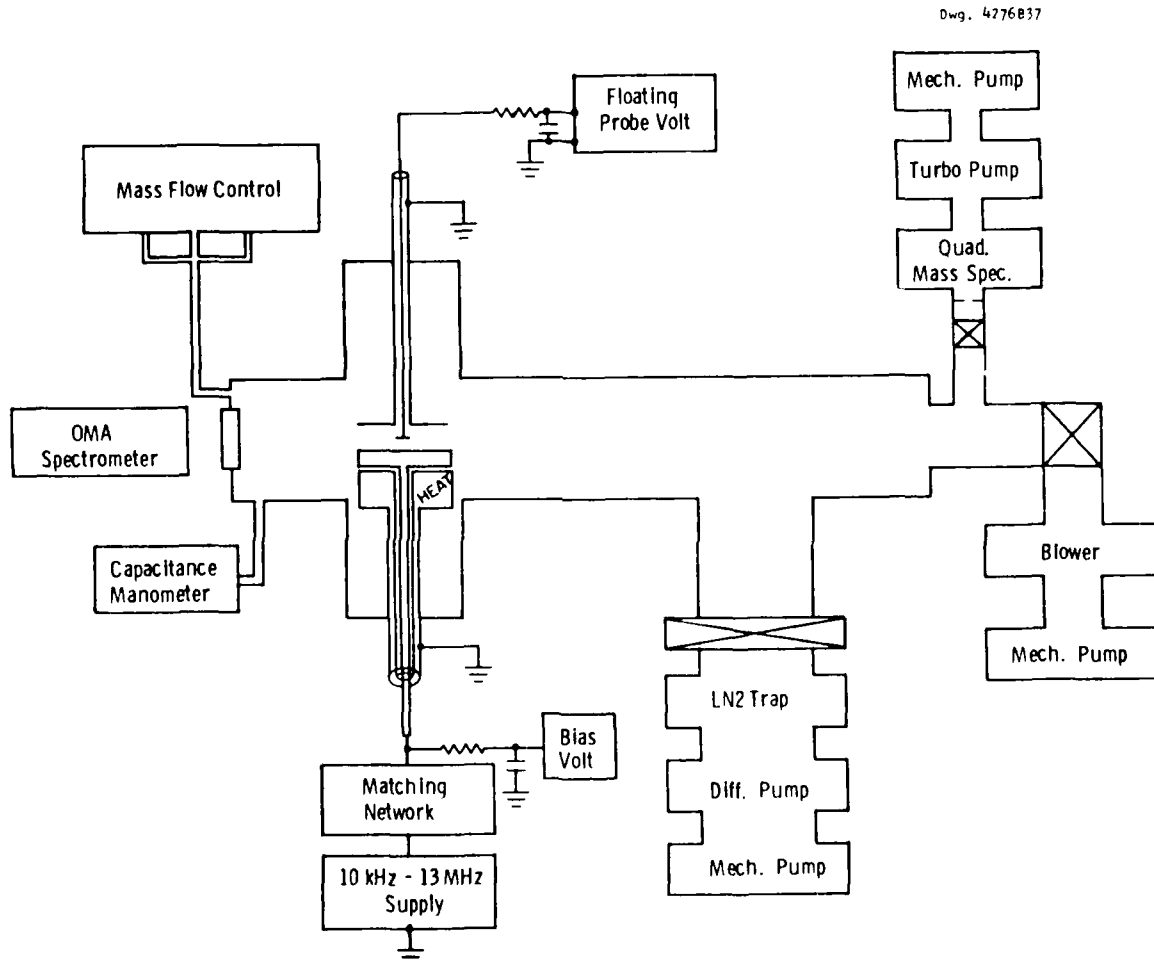 Dwg. 4276B37
Mech. Pump
Floating
Probe Volt
Turbo Pump
Mass Flow Control
Quad.
Mass Spec.
OMA
Spectrometer
HEAT
Capacitance
Manometer
Blower
Mech. Pump
LN2 Trap
Bias
Volt
Matching
Network
Diff. Pump
Mech. Pump
10 kHz - 13 MHz
Supply